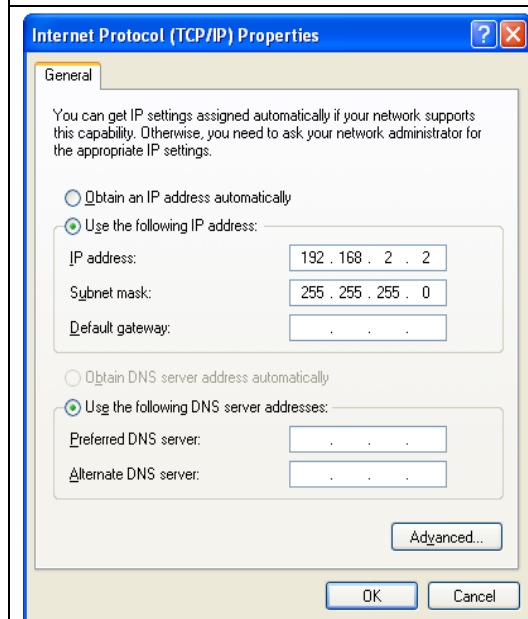 Internet Protocol (TCP/IP) Properties
General
You can get IP settings assigned automatically if your network supports
this capability. Otherwise, you need to ask your network administrator for
the appropriate IP settings.
Obtain an IP address automatically
Use the following IP address:
IP address: 192 . 168 . 2 . 2
Subnet mask: 255 . 255 . 255 . 0
Default gateway: . . .
Obtain DNS server address automatically
Use the following DNS server addresses:
Preferred DNS server: . . .
Alternate DNS server: . . .
Advanced...
OK Cancel